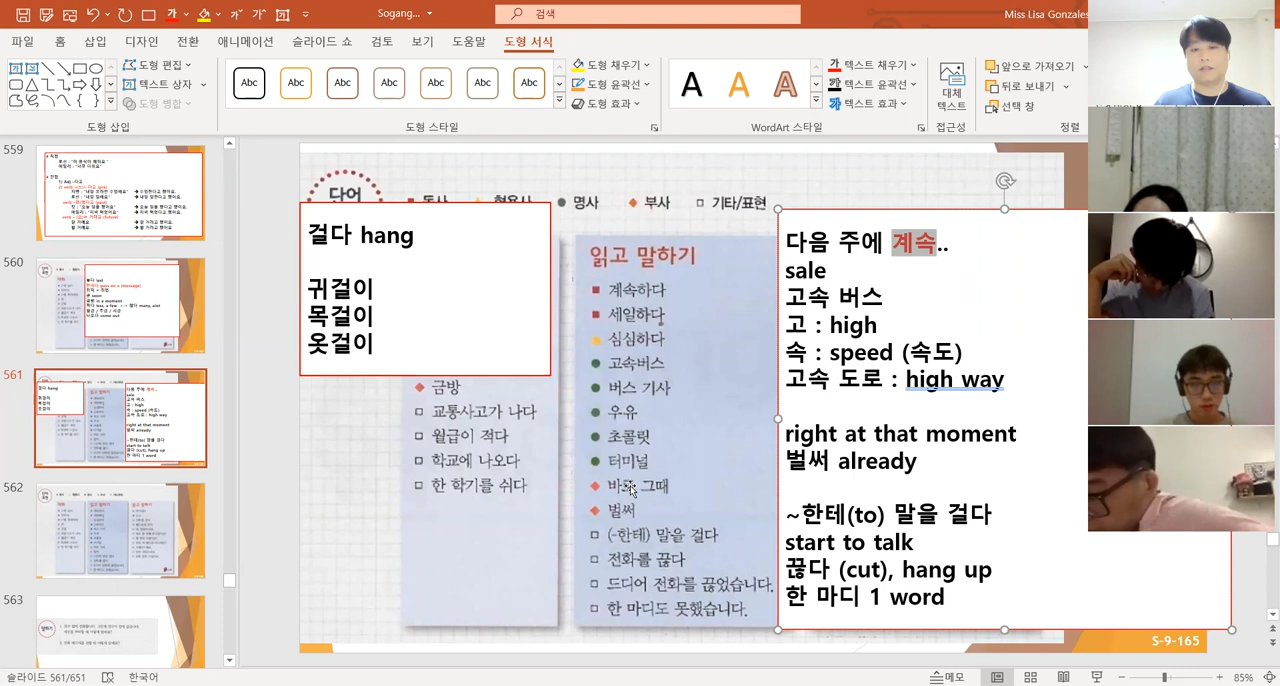 Sogang...
검색
Miss Lisa Gonzales
파일 홈 삽입 디자인 전환 애니메이션 슬라이드 쇼 검토 보기 도움말 도형 서식
도형 편집
텍스트 상자
도형 병합
도형 삽입
Abc Abc Abc Abc Abc Abc Abc
도형 채우기
도형 윤곽선
도형 효과
도형 스타일
A A A
텍스트 채우기
텍스트 윤곽선
텍스트 효과
WordArt 스타일
대체
텍스트
접근성
앞으로 가져오기
뒤로 보내기
선택 창
정렬
559
560
561
562
563
단어
형용사 명사 부사 기타/표현
걸다 hang
귀걸이
목걸이
옷걸이
금방
교통사고가 나다
월급이 적다
학교에 나오다
한 학기를 쉬다
읽고 말하기
계속하다
세일하다
심심하다
고속버스
버스 기사
우유
초콜릿
터미널
바로 그때
벌써
(-한테) 말을 걸다
전화를 끊다
드디어 전화를 끊었습니다.
한 마디도 못했습니다.
다음 주에 계속..
sale
고속 버스
고 : high
속 : speed (속도)
고속 도로 : high way
right at that moment
벌써 already
~한테(to) 말을 걸다
start to talk
끊다 (cut), hang up
한 마디 1 word
S-9-165
슬라이드 561/651
한국어
메모
85%